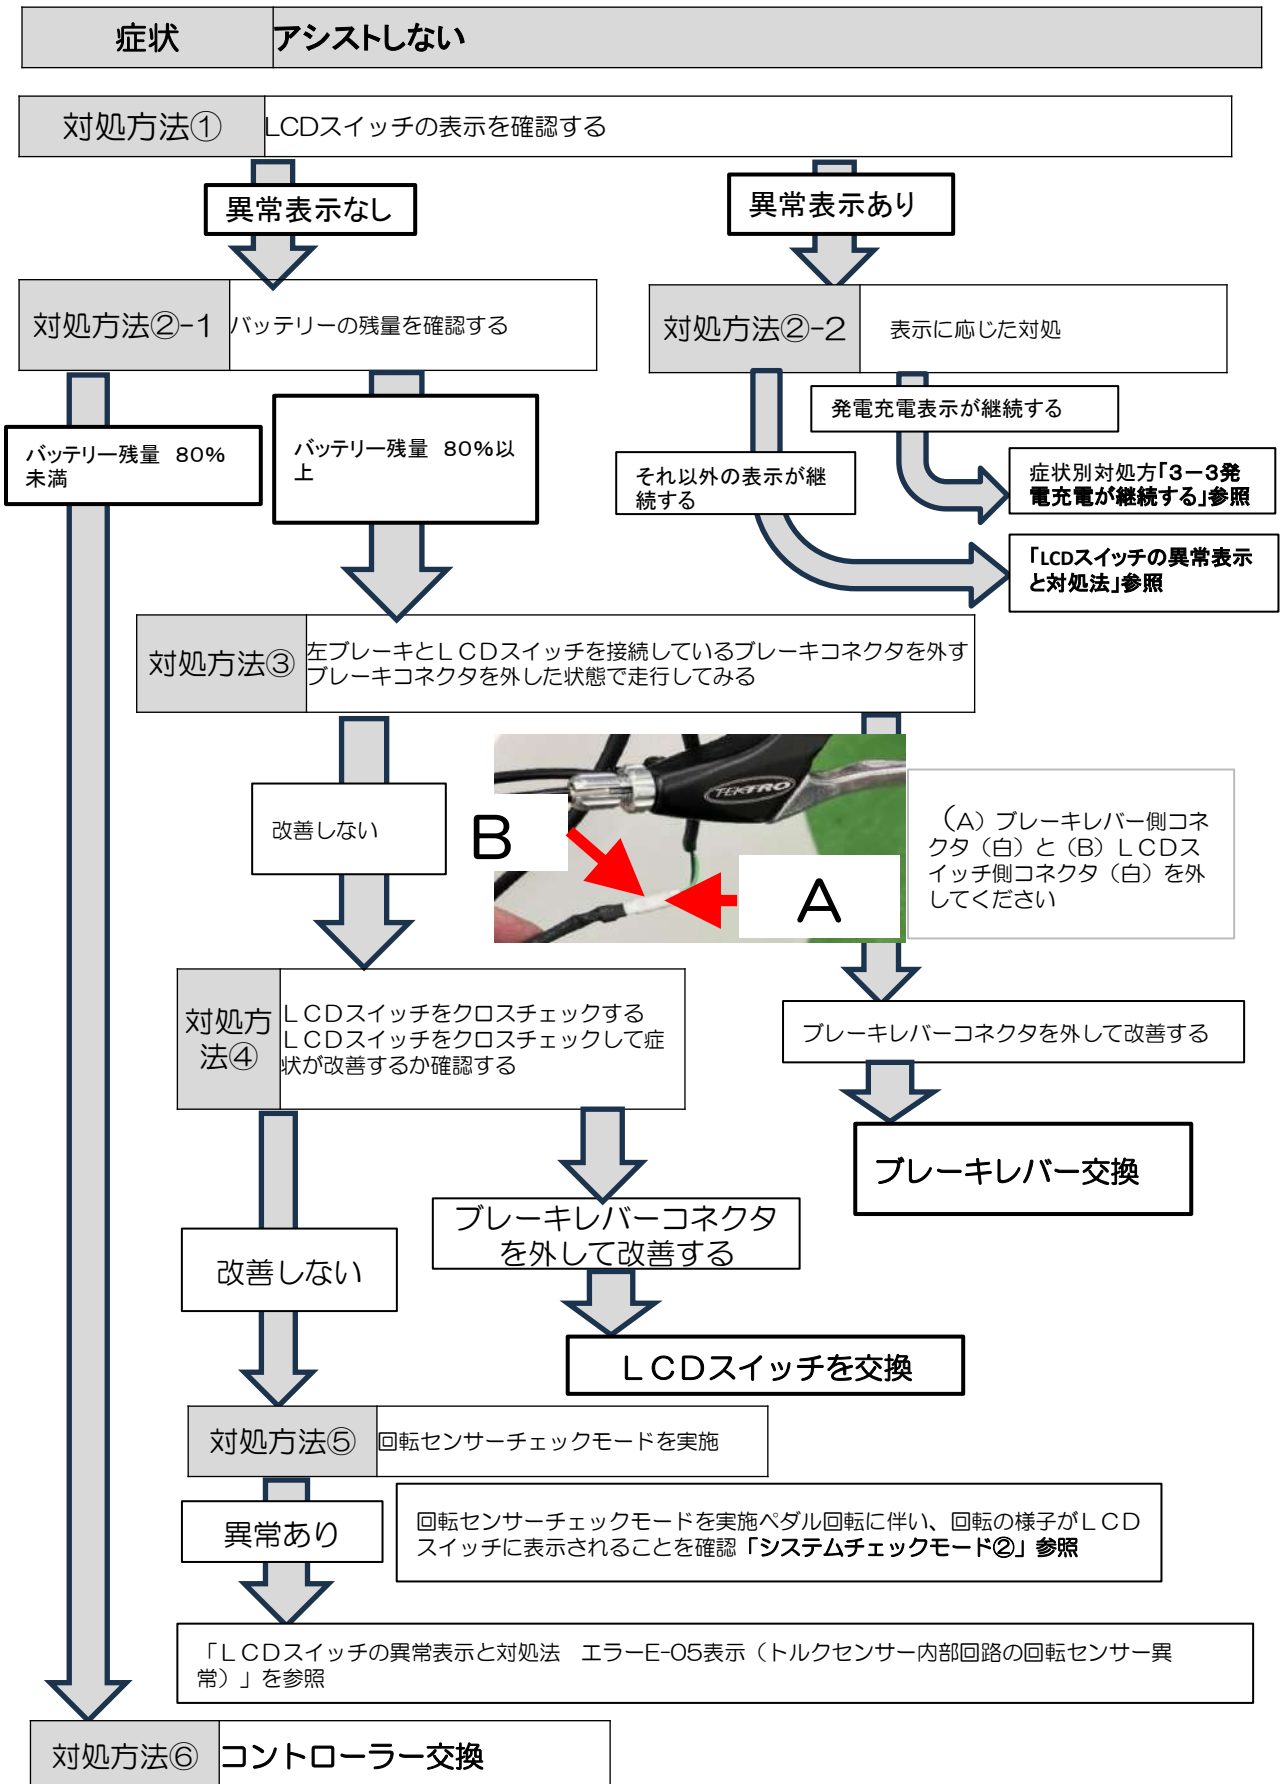 症状 アシストしない
対処方法① LCDスイッチの表示を確認する
異常表示なし
異常表示あり
対処方法②-1 バッテリーの残量を確認する
対処方法②-2 表示に応じた対処
発電充電表示が継続する
バッテリー残量 80%
未満
バッテリー残量 80%以
上
それ以外の表示が継
続する
症状別対処方「3－3発
電充電が継続する」参照
「LCDスイッチの異常表示
と対処法」参照
対処方法③
左ブレーキとＬＣＤスイッチを接続しているブレーキコネクタを外す
ブレーキコネクタを外した状態で走行してみる
改善しない
TEKTRO
B
A
（A）ブレーキレバー側コネ
クタ（白）と（B）ＬＣＤス
イッチ側コネクタ（白）を外
してください
対処方
法④
ＬＣＤスイッチをクロスチェックする
ＬＣＤスイッチをクロスチェックして症
状が改善するか確認する
ブレーキレバーコネクタを外して改善する
ブレーキレバー交換
ブレーキレバーコネクタ
を外して改善する
改善しない
ＬＣＤスイッチを交換
対処方法⑤ 回転センサーチェックモードを実施
異常あり
回転センサーチェックモードを実施ペダル回転に伴い、回転の様子がＬＣＤ
スイッチに表示されることを確認「システムチェックモード②」参照
「ＬＣＤスイッチの異常表示と対処法　エラーE-05表示（トルクセンサー内部回路の回転センサー異
常）」を参照
対処方法⑥ コントローラー交換